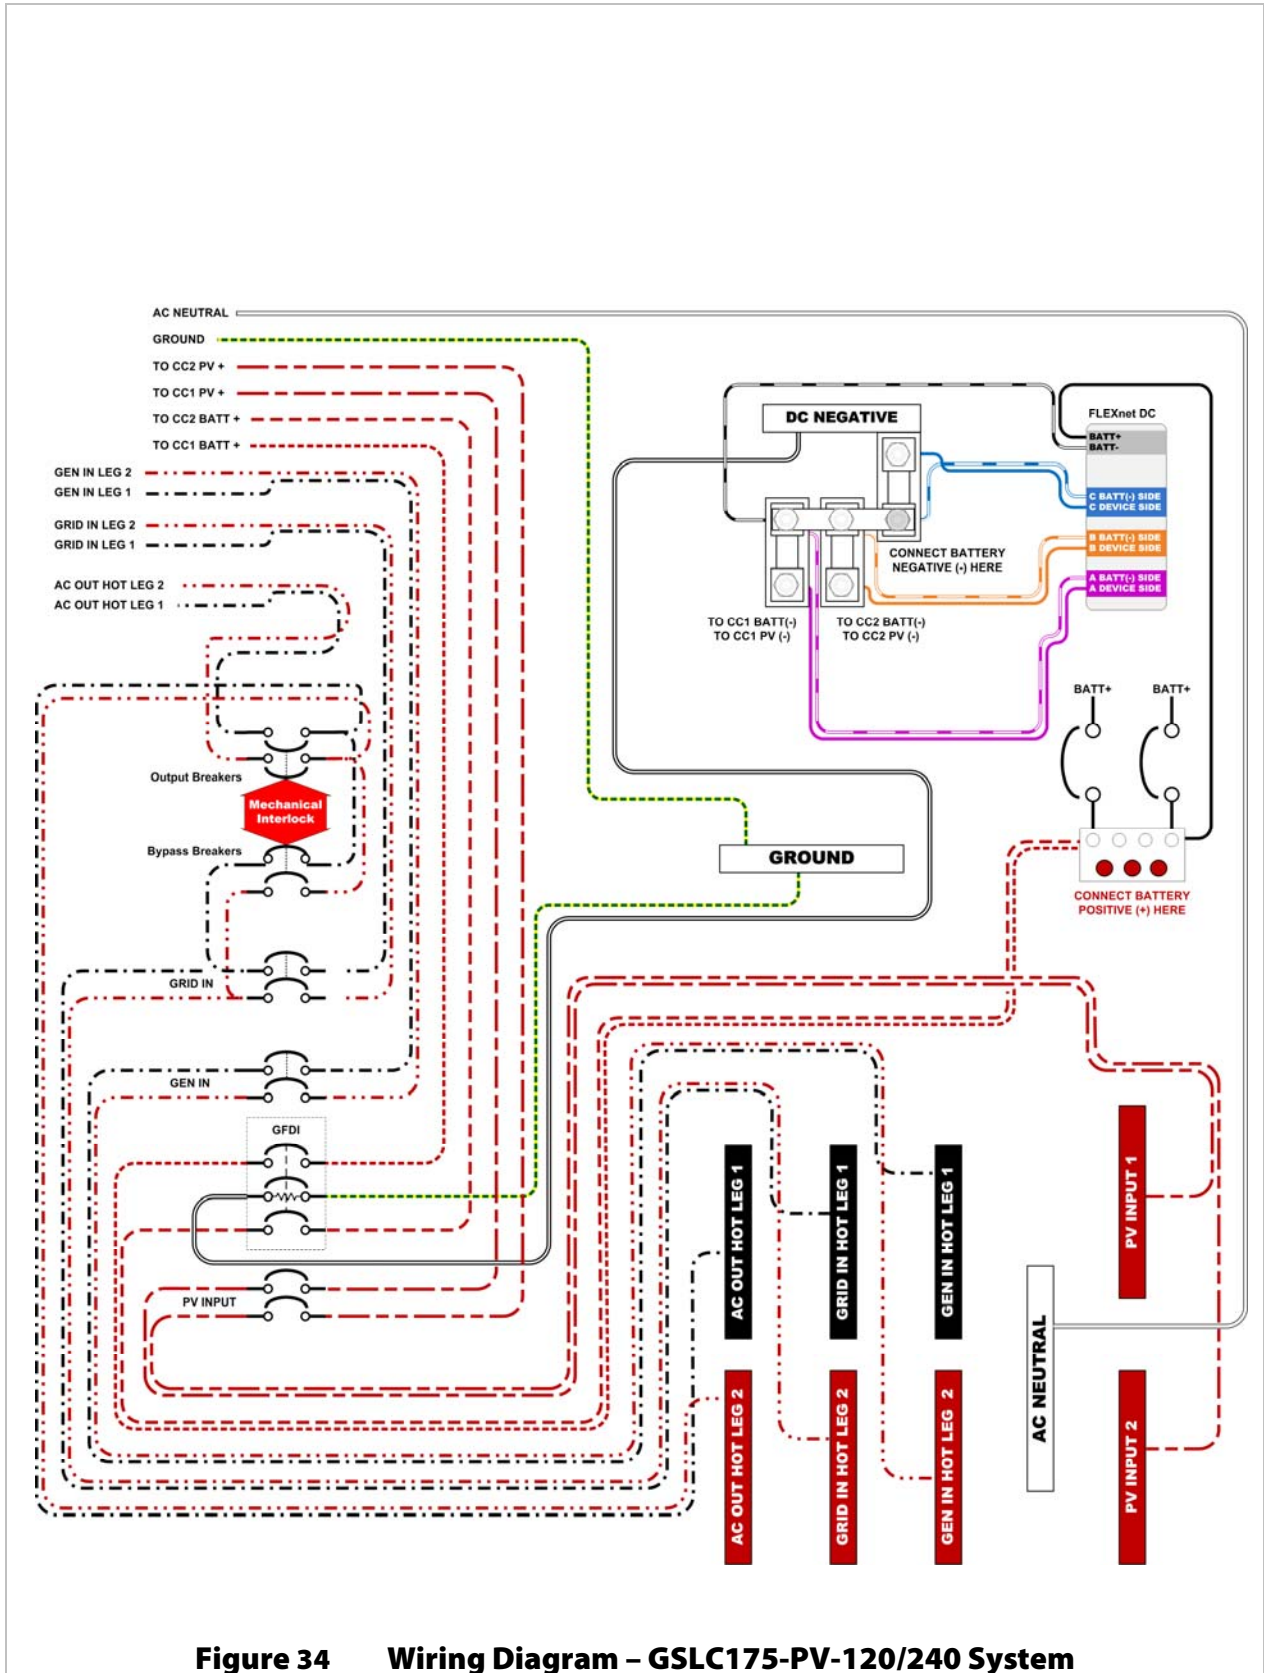 AC NEUTRAL
GROUND
TO CC2 PV +
TO CC1 PV +
TO CC2 BATT +
TO CC1 BATT +
GEN IN LEG 2
GEN IN LEG 1
GRID IN LEG 2
GRID IN LEG 1
AC OUT HOT LEG 2
AC OUT HOT LEG 1
DC NEGATIVE
FLEXnet DC
BATT+
BATT-
C BATT(-) SIDE
C DEVICE SIDE
B BATT(-) SIDE
B DEVICE SIDE
A BATT(-) SIDE
A DEVICE SIDE
CONNECT BATTERY
NEGATIVE (-) HERE
TO CC1 BATT(-)
TO CC1 PV (-)
TO CC2 BATT(-)
TO CC2 PV (-)
BATT+
BATT+
Output Breakers
Mechanical
Interlock
Bypass Breakers
GROUND
CONNECT BATTERY
POSITIVE (+) HERE
GRID IN
GEN IN
GFDI
PV INPUT
AC OUT HOT LEG 1
GRID IN HOT LEG 1
GEN IN HOT LEG 1
PV INPUT 1
AC NEUTRAL
AC OUT HOT LEG 2
GRID IN HOT LEG 2
GEN IN HOT LEG 2
PV INPUT 2
Figure 34 Wiring Diagram – GSLC175-PV-120/240 System